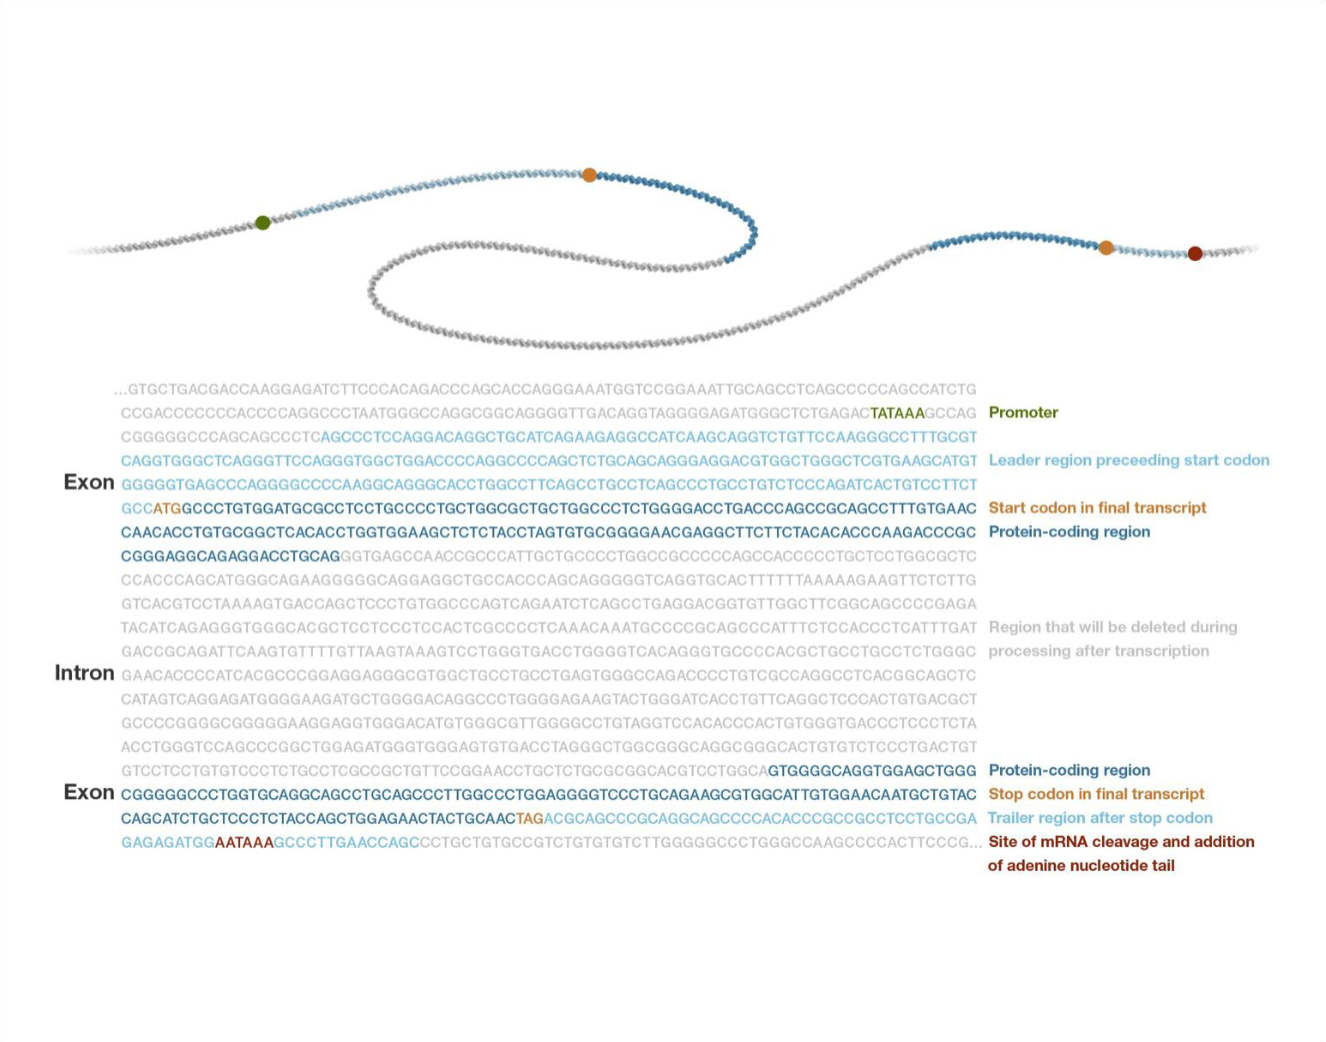 ...GTGCTGACGACCAAGGAGATCTTCCCACAGACCCAGCACCAGGGAAATGGTCCGGAAATTGCAGCCTCAGCCCCCAGCCATCTG
CCGACCCCCCCACCCCAGGCCCTAATGGGCCAGGCGGCAGGGGTTGACAGGTAGGGGAGATGGGCTCTGAGACTATAAAGCCAG Promoter
CGGGGGCCCAGCAGCCCTCAGCCCTCCAGGACAGGCTGCATCAGAAGAGGCCATCAAGCAGGTCTGTTCCAAGGGCCTTTGCGT
CAGGTGGGCTCAGGGTTCCAGGGTGGCTGGACCCCAGGCCCCAGCTCTGCAGCAGGGAGGACGTGGCTGGGCTCGTGAAGCATGT Leader region preceeding start codon
Exon GGGGGTGAGCCCAGGGGCCCCAAGGCAGGGCACCTGGCCTTCAGCCTGCCTCAGCCCTGCCTGTCTCCCAGATCACTGTCCTTCT
GCCATGGCCCTGTGGATGCGCCTCCTGCCCCTGCTGGCGCTGCTGGCCCTCTGGGGACCTGACCCAGCCGCAGCCTTTGTGAAC Start codon in final transcript
CAACACCTGTGCGGCTCACACCTGGTGGAAGCTCTCTACCTAGTGTGCGGGGAACGAGGCTTCTTCTACACACCCAAGACCCGC Protein-coding region
CGGGAGGCAGAGGACCTGCAGGGTGAGCCAACCGCCCATTGCTGCCCCTGGCCGCCCCCAGCCACCCCCTGCTCCTGGCGCTC
CCACCCAGCATGGGCAGAAGGGGGCAGGAGGCTGCCACCCAGCAGGGGGTCAGGTGCACTTTTTTAAAAAGAAGTTCTCTTG
GTCACGTCCTAAAAGTGACCAGCTCCCTGTGGCCCAGTCAGAATCTCAGCCTGAGGACGGTGTTGGCTTCGGCAGCCCCGAGA
TACATCAGAGGGTGGGCACGCTCCTCCCTCCACTCGCCCCTCAAACAAATGCCCCGCAGCCCATTTCTCCACCCTCATTTGAT Region that will be deleted during
GACCGCAGATTCAAGTGTTTTGTTAAGTAAAGTCCTGGGTGACCTGGGGTCACAGGGTGCCCCACGCTGCCTGCCTCTGGGC processing after transcription
Intron GAACACCCCATCACGCCCGGAGGAGGGCGTGGCTGCCTGCCTGAGTGGGCCAGACCCCTGTCGCCAGGCCTCACGGCAGCTC
CATAGTCAGGAGATGGGGAAGATGCTGGGGACAGGCCCTGGGGAGAAGTACTGGGATCACCTGTTCAGGCTCCCACTGTGACGCT
GCCCCGGGGCGGGGGAAGGAGGTGGGACATGTGGGCGTTGGGGCCTGTAGGTCCACACCCACTGTGGGTGACCCTCCCTCTA
ACCTGGGTCCAGCCCGGCTGGAGATGGGTGGGAGTGTGACCTAGGGCTGGCGGGCAGGCGGGCACTGTGTCTCCCTGACTGT
GTCCTCCTGTGTCCCTCTGCCTCGCCGCTGTTCCGGAACCTGCTCTGCGCGGCACGTCCTGGCAGTGGGGCAGGTGGAGCTGGG Protein-coding region
Exon CGGGGGCCCTGGTGCAGGCAGCCTGCAGCCCTTGGCCCTGGAGGGGTCCCTGCAGAAGCGTGGCATTGTGGAACAATGCTGTAC Stop codon in final transcript
CAGCATCTGCTCCCTCTACCAGCTGGAGAACTACTGCAACTAGACGCAGCCCGCAGGCAGCCCCACACCCGCCGCCTCCTGCCGA Trailer region after stop codon
GAGAGATGGAATAAAGCCCTTGAACCAGCCCTGCTGTGCCGTCTGTGTGTCTTGGGGGCCCTGGGCCAAGCCCCACTTCCCG... Site of mRNA cleavage and addition
of adenine nucleotide tail